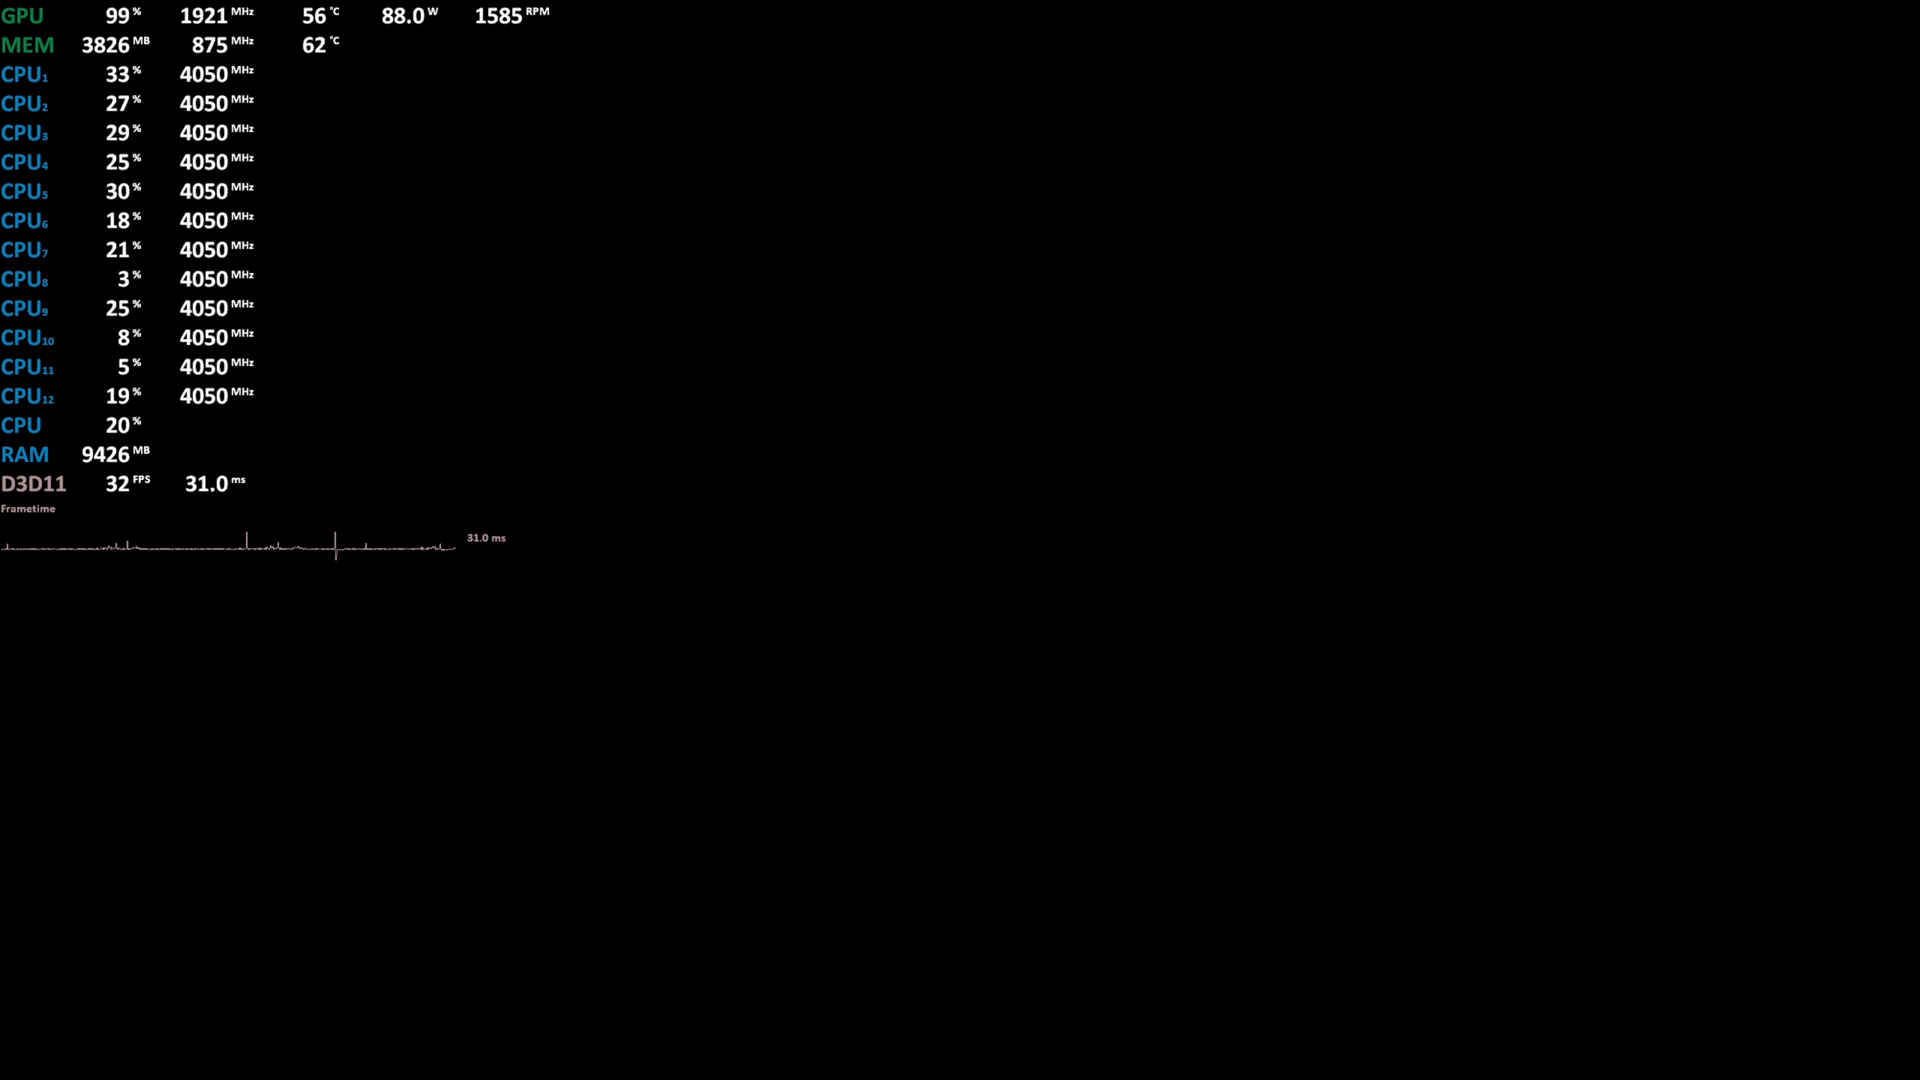 GPU 99 % 1921 MHz 56 °C 88.0 W 1585 RPM
MEM 3826 MB 875 MHz 62 °C
CPU1 33 % 4050 MHz
CPU2 27 % 4050 MHz
CPU3 29 % 4050 MHz
CPU4 25 % 4050 MHz
CPU5 30 % 4050 MHz
CPU6 18 % 4050 MHz
CPU7 21 % 4050 MHz
CPU8 3 % 4050 MHz
CPU9 25 % 4050 MHz
CPU10 8 % 4050 MHz
CPU11 5 % 4050 MHz
CPU12 19 % 4050 MHz
CPU 20 %
RAM 9426 MB
D3D11 32 FPS 31.0 ms
Frametime
31.0 ms